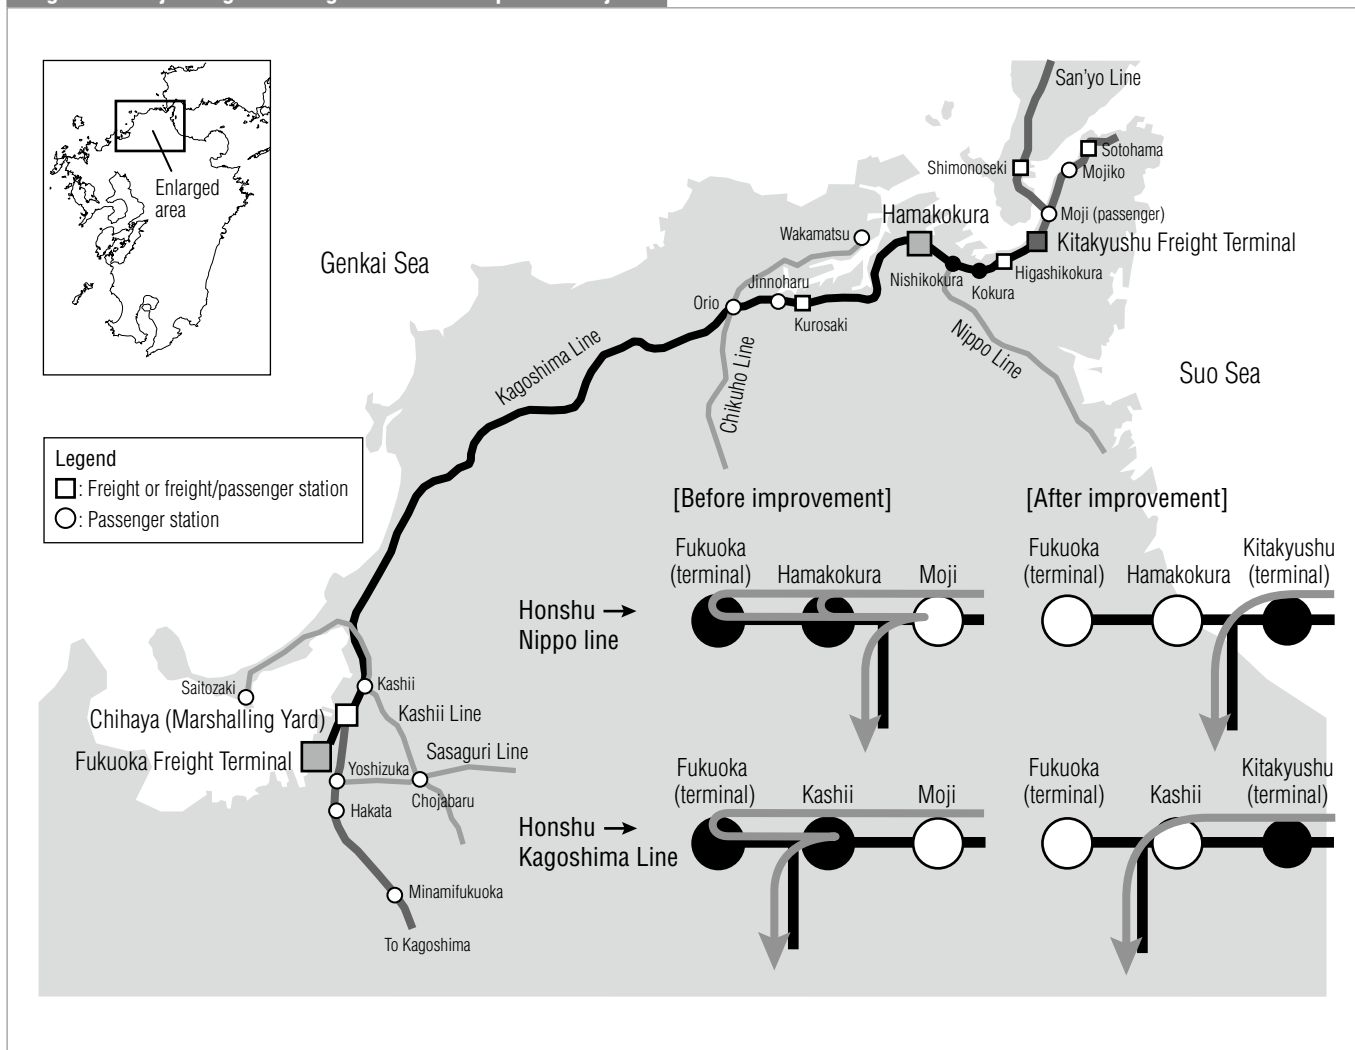 Enlarged
area
San'yo Line
Sotohama
Shimonoseki
Mojiko
Moji (passenger)
Hamakokura
Wakamatsu
Kitakyushu Freight Terminal
Genkai Sea
Nishikokura
Higashikokura
Kokura
Jinnoharu
Orio
Kurosaki
Kagoshima Line
Chikuho Line
Nippo Line
Suo Sea
Legend
: Freight or freight/passenger station
: Passenger station
[Before improvement]
[After improvement]
Fukuoka
(terminal)
Hamakokura
Moji
Fukuoka
(terminal)
Hamakokura
Kitakyushu
(terminal)
Honshu →
Nippo line
Saitozaki
Kashii
Chihaya (Marshalling Yard)
Kashii Line
Fukuoka Freight Terminal
Sasaguri Line
Yoshizuka
Chojabaru
Hakata
Minamifukuoka
To Kagoshima
Fukuoka
(terminal)
Kashii
Moji
Fukuoka
(terminal)
Kashii
Kitakyushu
(terminal)
Honshu →
Kagoshima Line